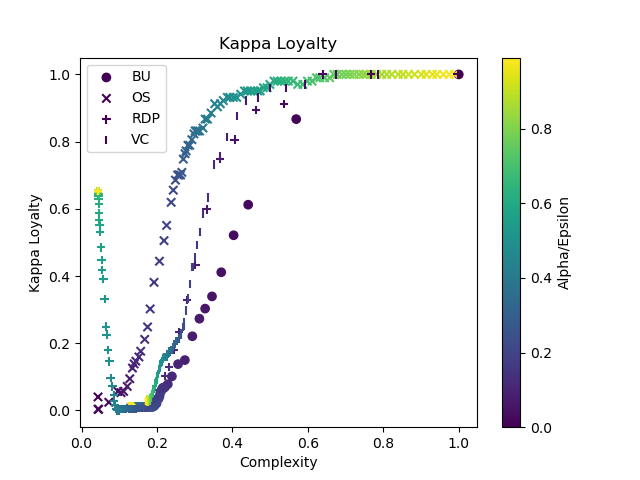 Kappa Loyalty
BU
OS
RDP
VC
1.0
0.8
0.6
0.4
0.2
0.0
Kappa Loyalty
0.0 0.2 0.4 0.6 0.8 1.0
Complexity
0.8
0.6
0.4
0.2
0.0
Alpha/Epsilon